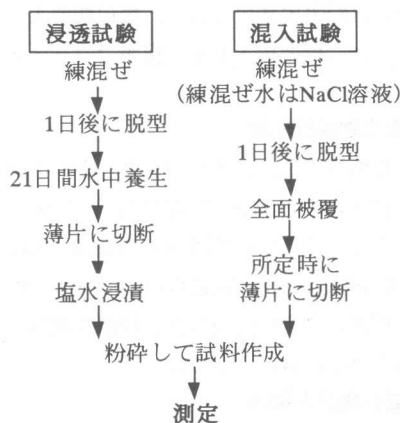 浸透試験
練混ぜ
1日後に脱型
21日間水中養生
薄片に切断
塩水浸漬
混入試験
練混ぜ
(練混ぜ水はNaCl溶液)
1日後に脱型
全面被覆
所定時に
薄片に切断
粉砕して試料作成
測定